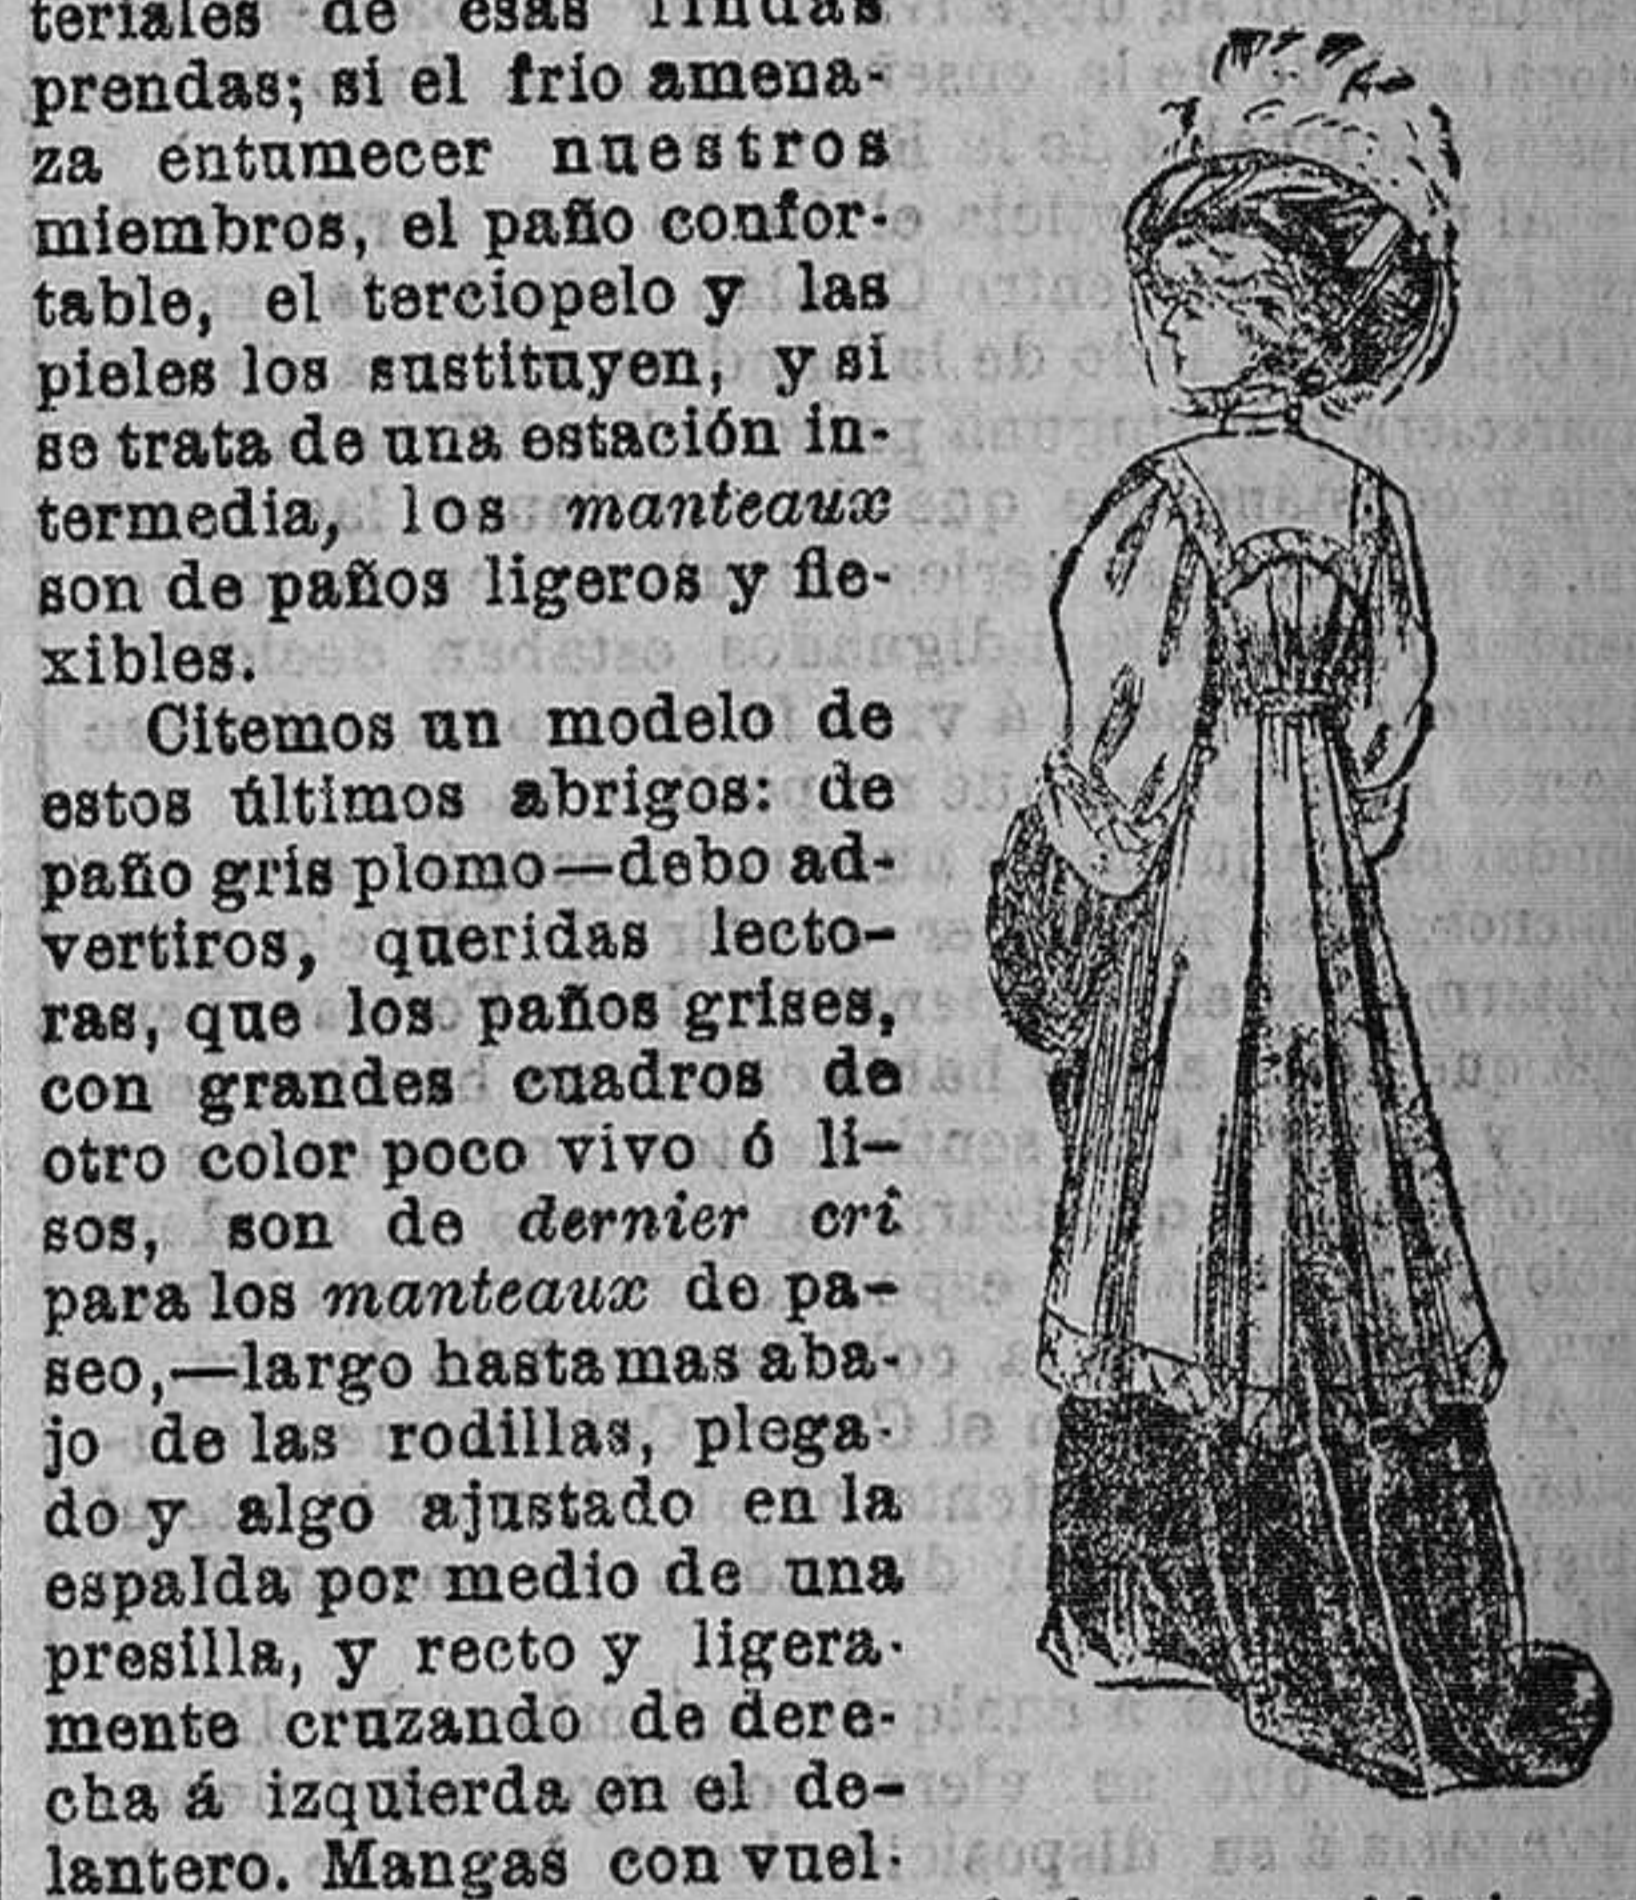 teriales de esas lindas
prendas; si el frío amena-
za entumecer nuestros
miembros, el paño confor-
table, el terciopelo y las
pieles los sustituyen, y si
se trata de una estación in-
termedia, los manteaux
son de paños ligeros y fle-
xibles.
Citemos un modelo de
estos últimos abrigos: de
paño gris plomo—debo ad-
vertiros, queridas lecto-
ras, que los paños grises,
con grandes cuadros de
otro color poco vivo ó li-
sos, son de dernier cri
para los manteaux de pa-
seo,—largo hasta mas aba-
jo de las rodillas, plega-
do y algo ajustado en la
espalda por medio de una
presilla, y recto y ligera-
mente cruzando de dere-
cha á izquierda en el de-
lantero. Mangas con vuel-